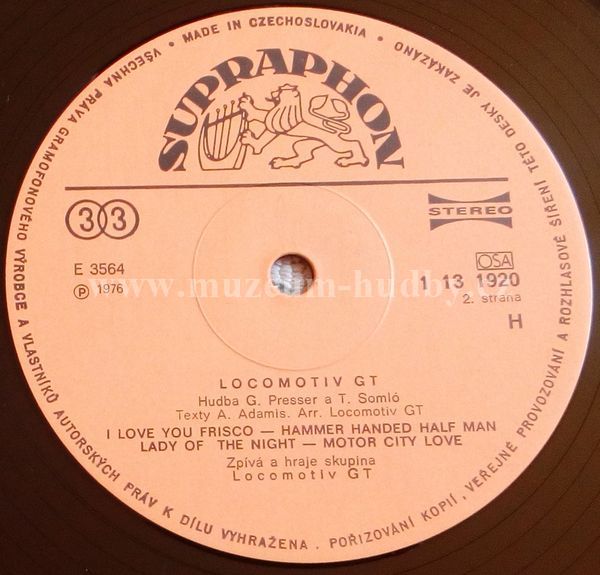 VŠECHNA PRÁVA GRAMOFONOVÉHO VÝROBCE A VLASTNÍKŮ AUTORSKÝCH PRÁV K DÍLU VYHRAŽENA . POŘIZOVÁNÍ KOPIÍ, VEŘEJNÉ PROVOZOVÁNÍ A ROZHLASOVÉ ŠÍŘENÍ TÉTO DESKY JE ZAKÁZÁNO • MADE IN CZECHOSLOVAKIA •
SUPRAPHON
33
STEREO
E 3564
Ⓟ 1976
OSA
1 13 1920
2. strana
H
www.muzeum-hudby.cz
LOCOMOTIV GT
Hudba G. Presser a T. Somló
Texty A. Adamis. Arr. Locomotiv GT
I LOVE YOU FRISCO — HAMMER HANDED HALF MAN
LADY OF THE NIGHT — MOTOR CITY LOVE
Zpívá a hraje skupina
Locomotiv GT